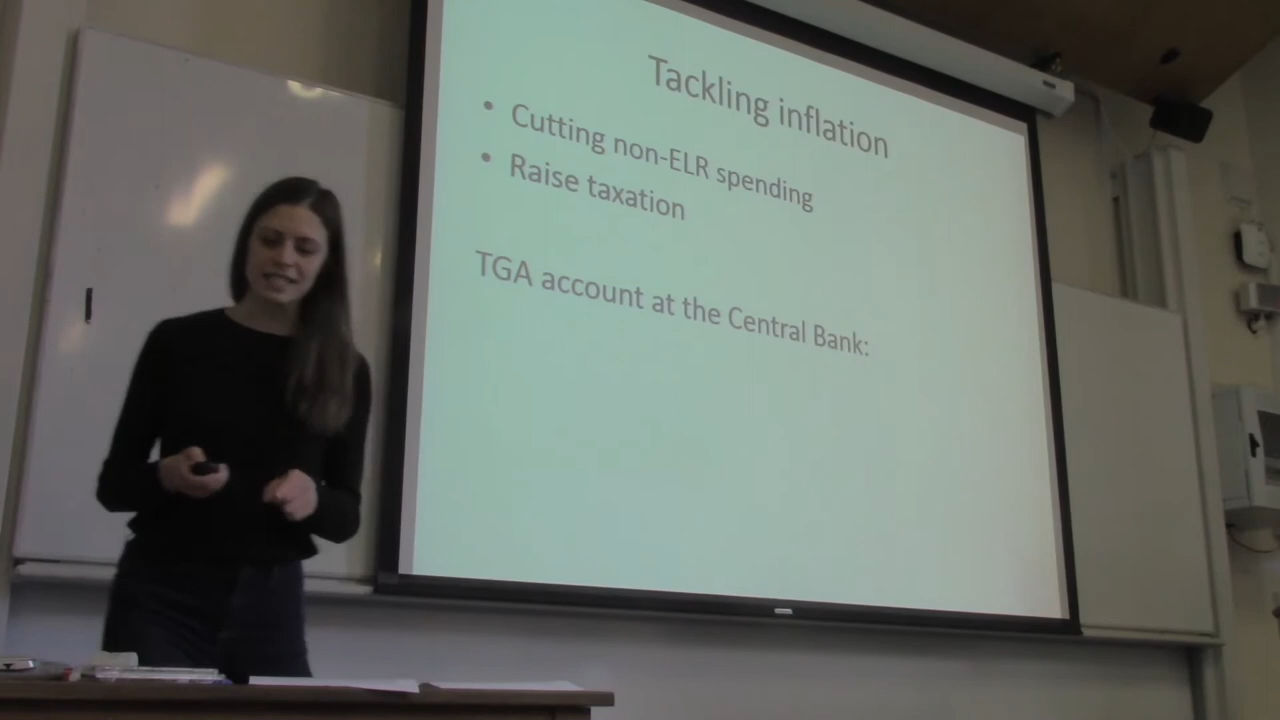 Tackling inflation
• Cutting non-ELR spending
• Raise taxation
TGA account at the Central Bank: